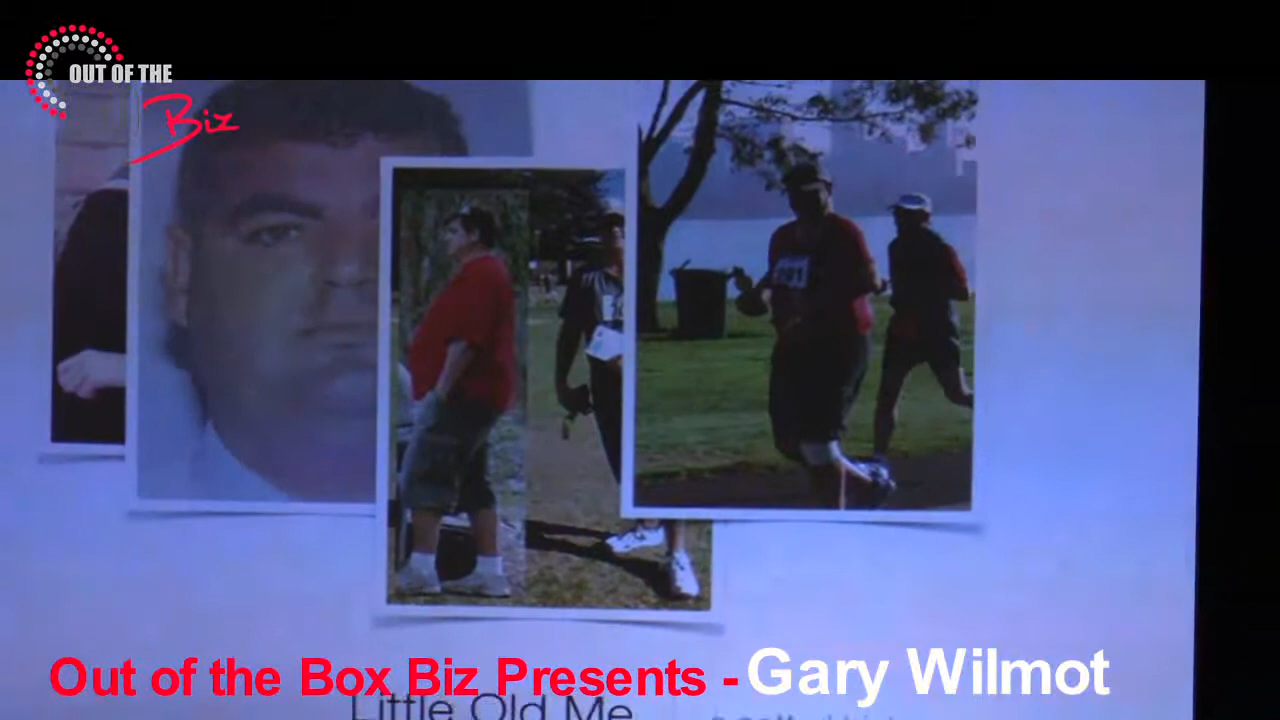 OUT OF THE
Biz
Out of the Box Biz Presents - Gary Wilmot
Little Old Me